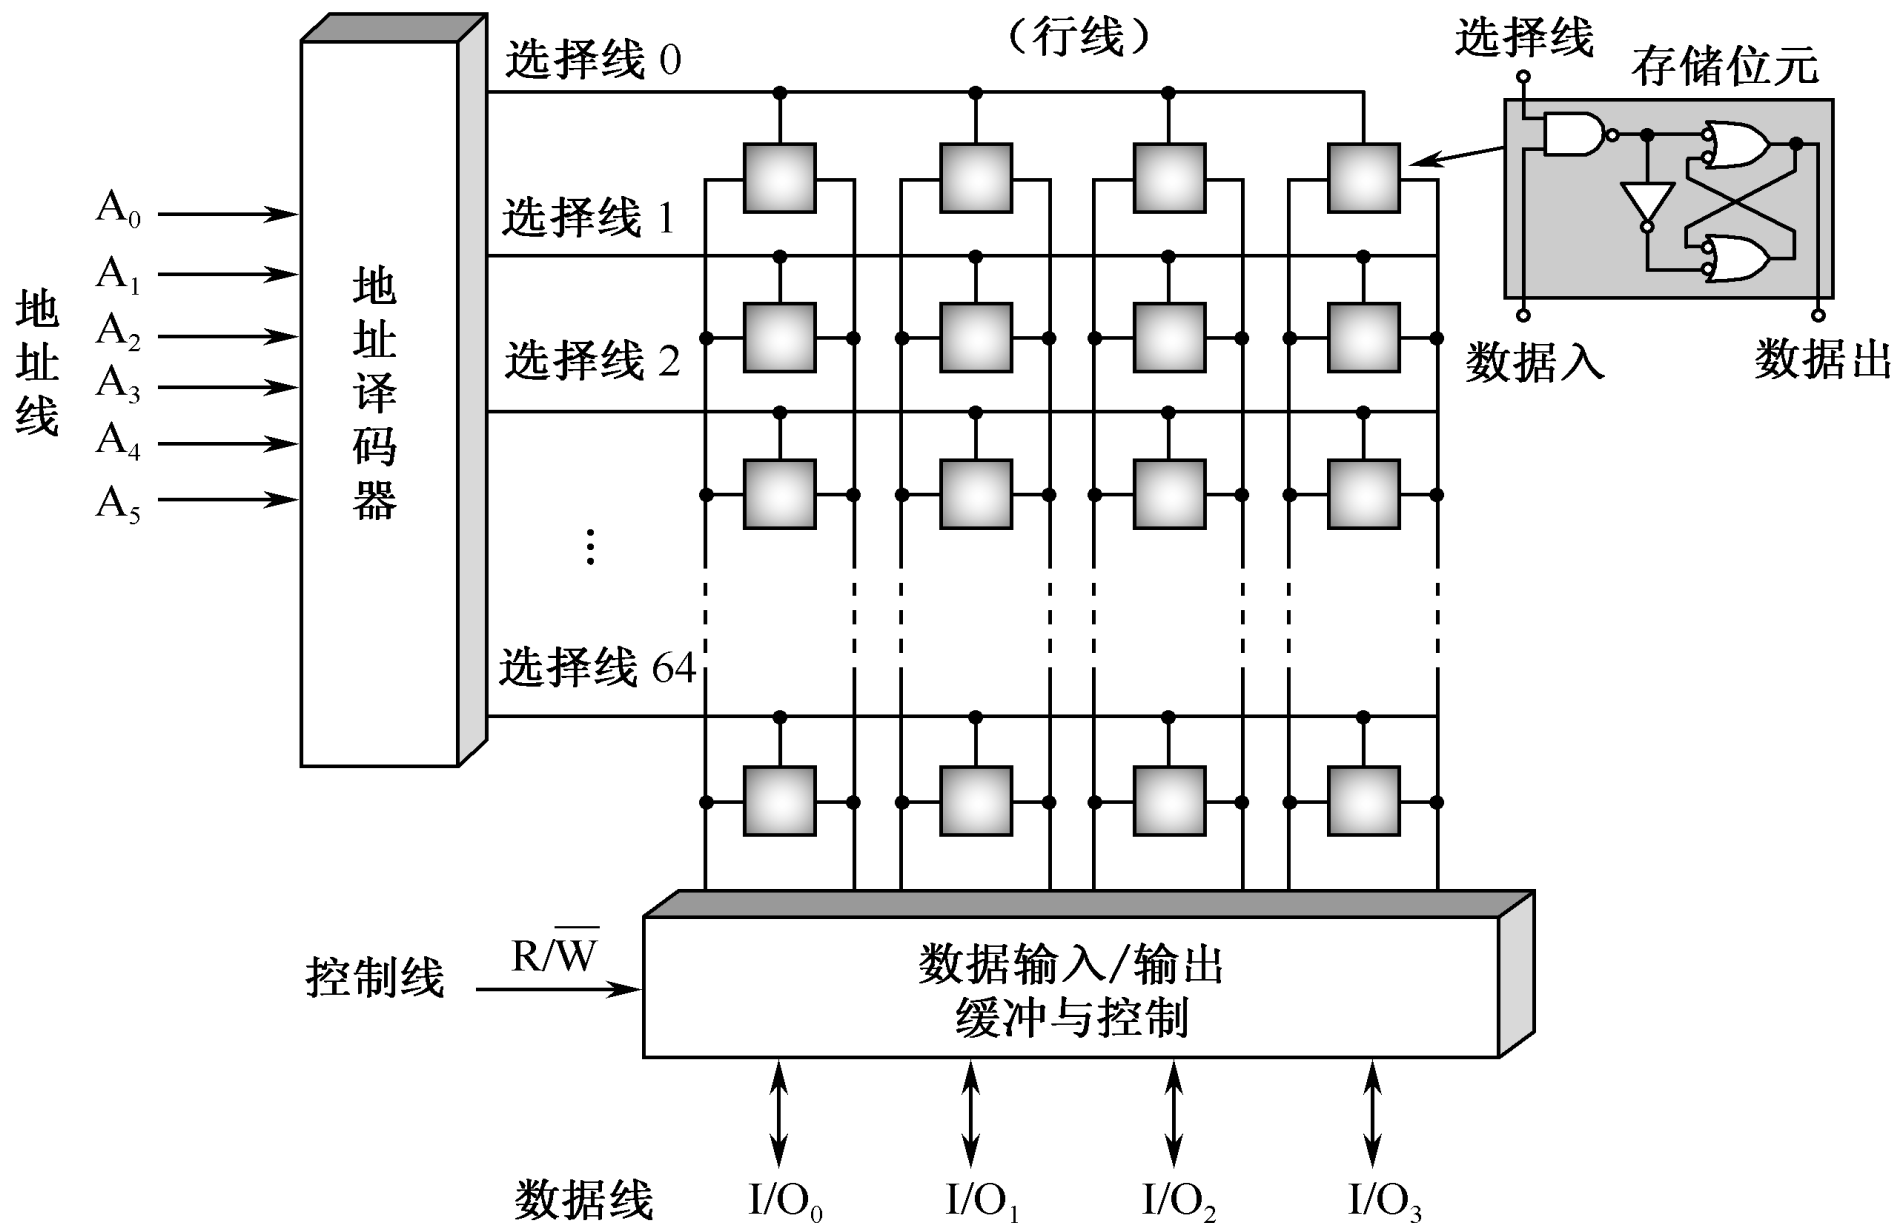 选择线 0
(行线)
选择线
存储位元
A0
选择线 1
A1
A2
A3
A4
A5
地址线
地址译码器
选择线 2
数据入
数据出
⋮
选择线 64
控制线
R/W̅
数据输入/输出
缓冲与控制
数据线
I/O0
I/O1
I/O2
I/O3